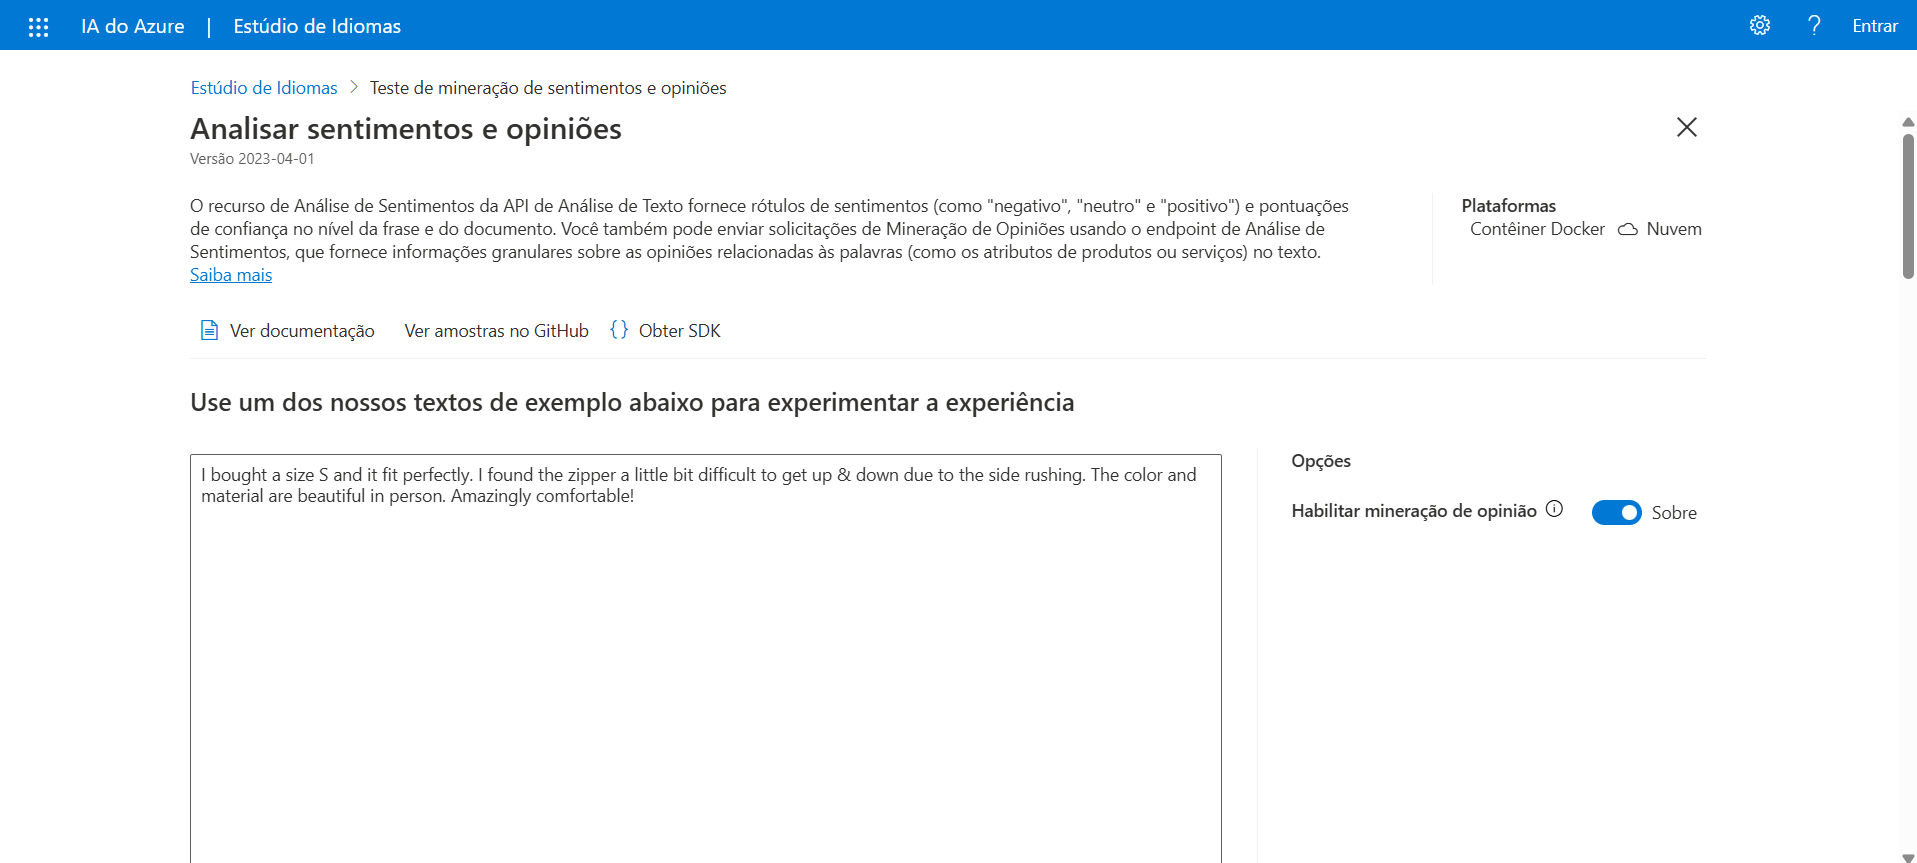 IA do Azure | Estúdio de Idiomas
? Entrar
Estúdio de Idiomas > Teste de mineração de sentimentos e opiniões
Analisar sentimentos e opiniões
Versão 2023-04-01
O recurso de Análise de Sentimentos da API de Análise de Texto fornece rótulos de sentimentos (como "negativo", "neutro" e "positivo") e pontuações
de confiança no nível da frase e do documento. Você também pode enviar solicitações de Mineração de Opiniões usando o endpoint de Análise de
Sentimentos, que fornece informações granulares sobre as opiniões relacionadas às palavras (como os atributos de produtos ou serviços) no texto.
Saiba mais
Plataformas
Contêiner Docker Nuvem
Ver documentação Ver amostras no GitHub {} Obter SDK
Use um dos nossos textos de exemplo abaixo para experimentar a experiência
I bought a size S and it fit perfectly. I found the zipper a little bit difficult to get up & down due to the side rushing. The color and
material are beautiful in person. Amazingly comfortable!
Opções
Habilitar mineração de opinião Sobre